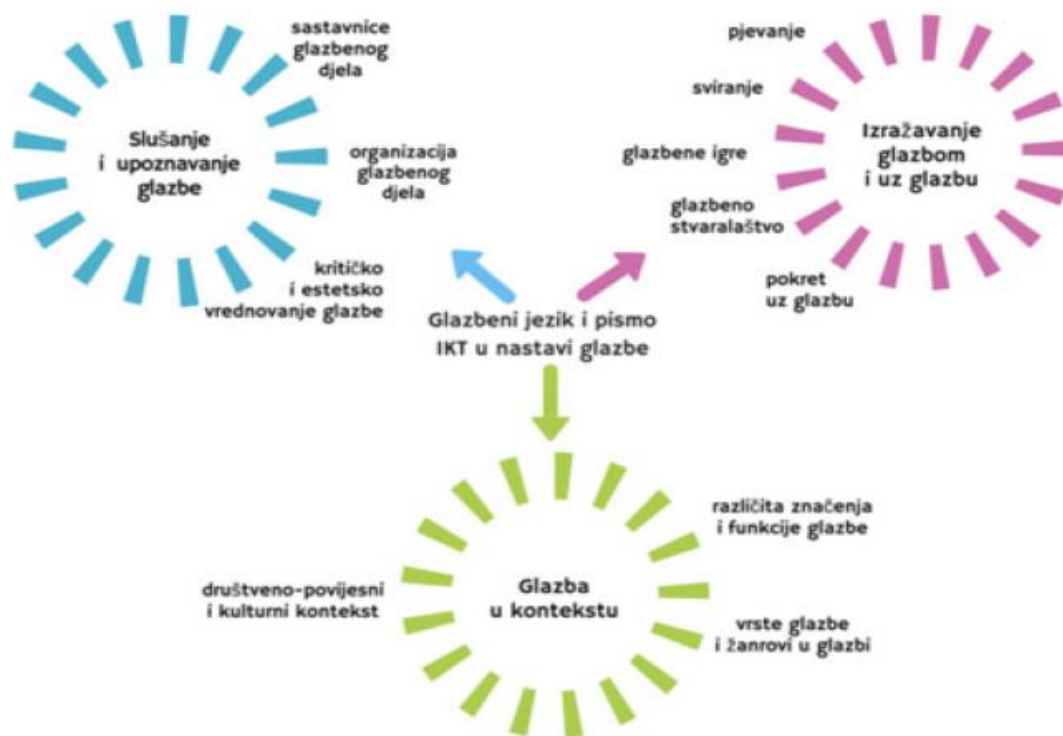 Slušanje
i upoznavanje
glazbe
sastavnice
glazbenog
djela
organizacija
glazbenog
djela
kritičko
i estetsko
vrednovanje glazbe
Izražavanje
glazbom
i uz glazbu
pjevanje
sviranje
glazbene igre
glazbeno
stvaralaštvo
pokret
uz glazbu
Glazbeni jezik i pismo
IKT u nastavi glazbe
Glazba
u kontekstu
društveno-povijesni
i kulturni kontekst
različita značenja
i funkcije glazbe
vrste glazbe
i žanrovi u glazbi